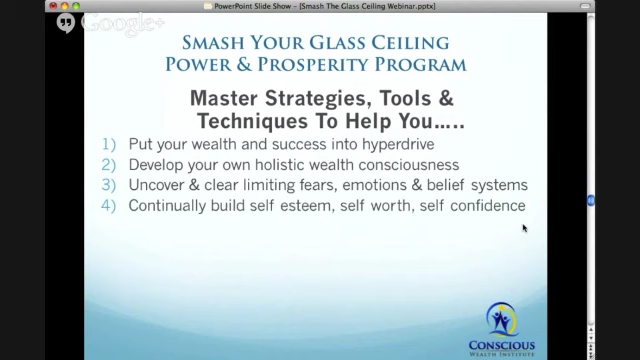 PowerPoint Slide Show – [Smash The Glass Ceiling Webinar.pptx]
Google+
SMASH YOUR GLASS CEILING
POWER & PROSPERITY PROGRAM
Master Strategies, Tools &
Techniques To Help You.....
1) Put your wealth and success into hyperdrive
2) Develop your own holistic wealth consciousness
3) Uncover & clear limiting fears, emotions & belief systems
4) Continually build self esteem, self worth, self confidence
CONSCIOUS
WEALTH INSTITUTE